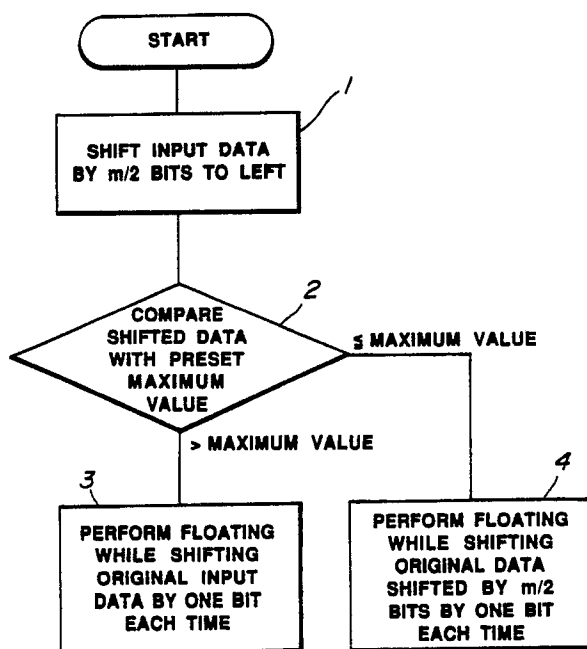 START
1
SHIFT INPUT DATA
BY m/2 BITS TO LEFT
2
COMPARE
SHIFTED DATA
WITH PRESET
MAXIMUM
VALUE
≦ MAXIMUM VALUE
> MAXIMUM VALUE
3
PERFORM FLOATING
WHILE SHIFTING
ORIGINAL INPUT
DATA BY ONE BIT
EACH TIME
4
PERFORM FLOATING
WHILE SHIFTING
ORIGINAL DATA
SHIFTED BY m/2
BITS BY ONE BIT
EACH TIME